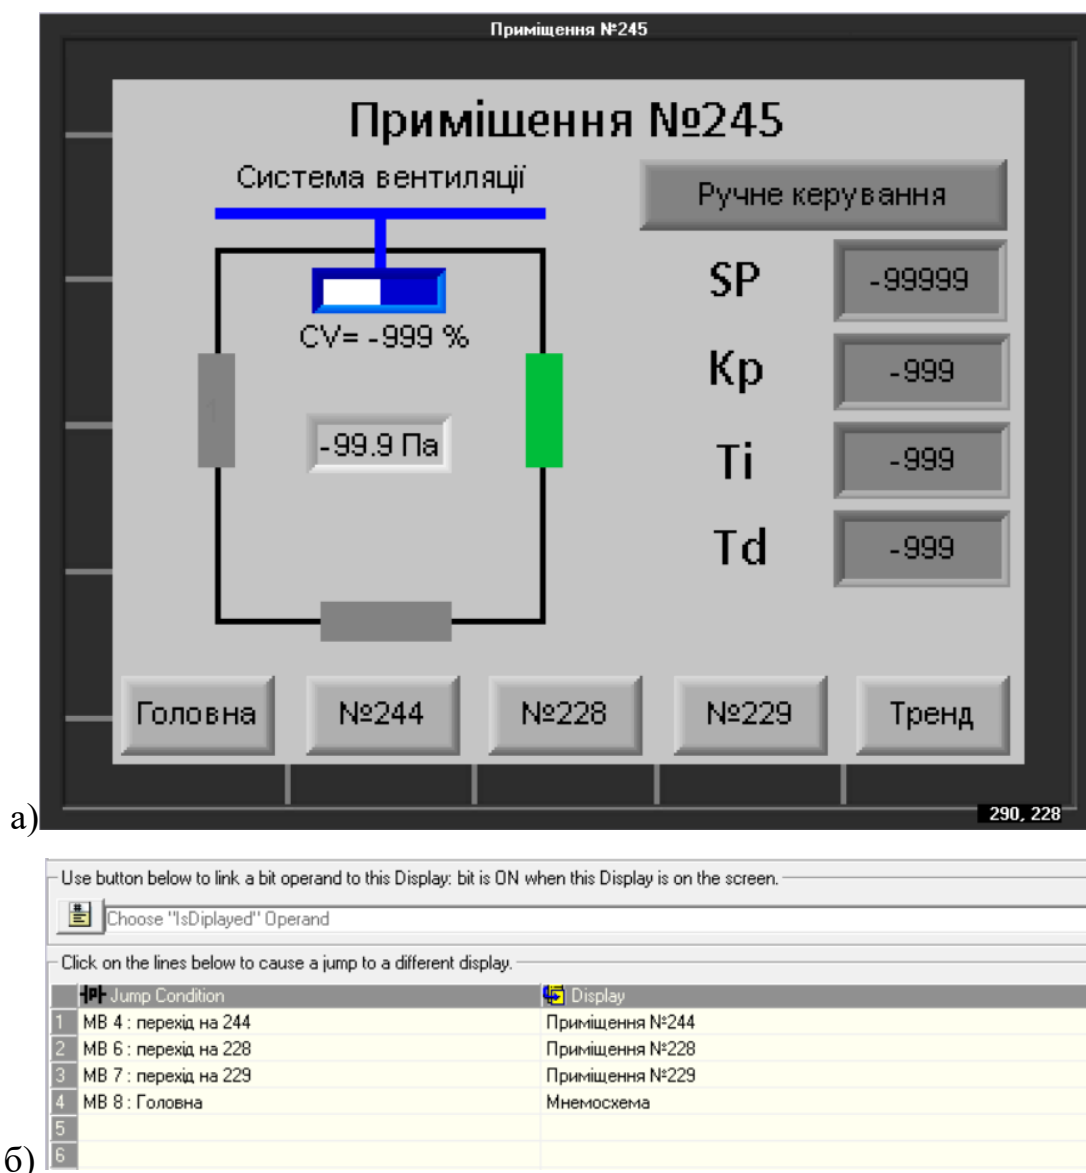 Приміщення №245
Приміщення №245
Система вентиляції
Ручне керування
CV= -999 %
-99.9 Па
SP
-99999
Kp
-999
Ti
-999
Td
-999
Головна
№244
№228
№229
Тренд
290, 228
а)
Use button below to link a bit operand to this Display: bit is ON when this Display is on the screen.
Choose "IsDiplayed" Operand
Click on the lines below to cause a jump to a different display.
Jump Condition Display
1 MB 4 : перехід на 244 Приміщення №244
2 MB 6 : перехід на 228 Приміщення №228
3 MB 7 : перехід на 229 Приміщення №229
4 MB 8 : Головна Мнемосхема
5
6
б)